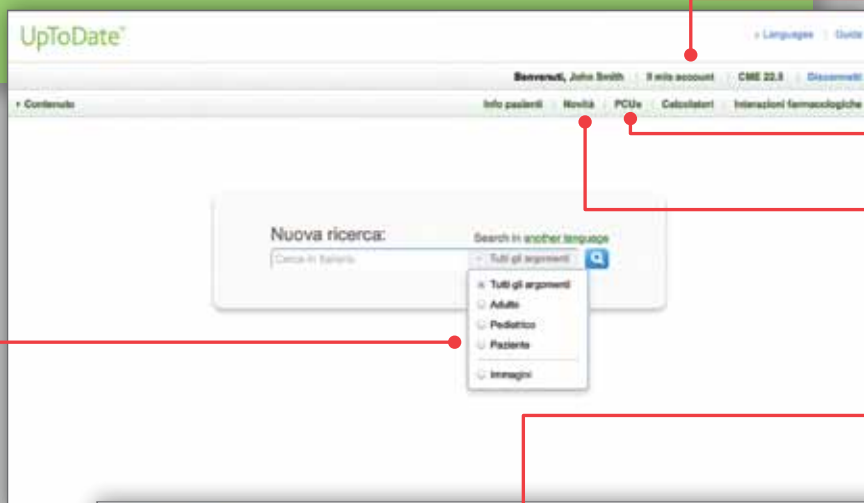 UpToDate®
Languages | Guida
Benvenuti, John Smith | Il mio account | CME 22.5 | Disconnetti
Contenuto
Info pazienti | Novità | PCUs | Calcolatori | Interazioni farmacologiche
Nuova ricerca:
Search in another language
Cerca in Italiano
Tutti gli argomenti
Tutti gli argomenti
Adulto
Pediatrico
Paziente
Immagini